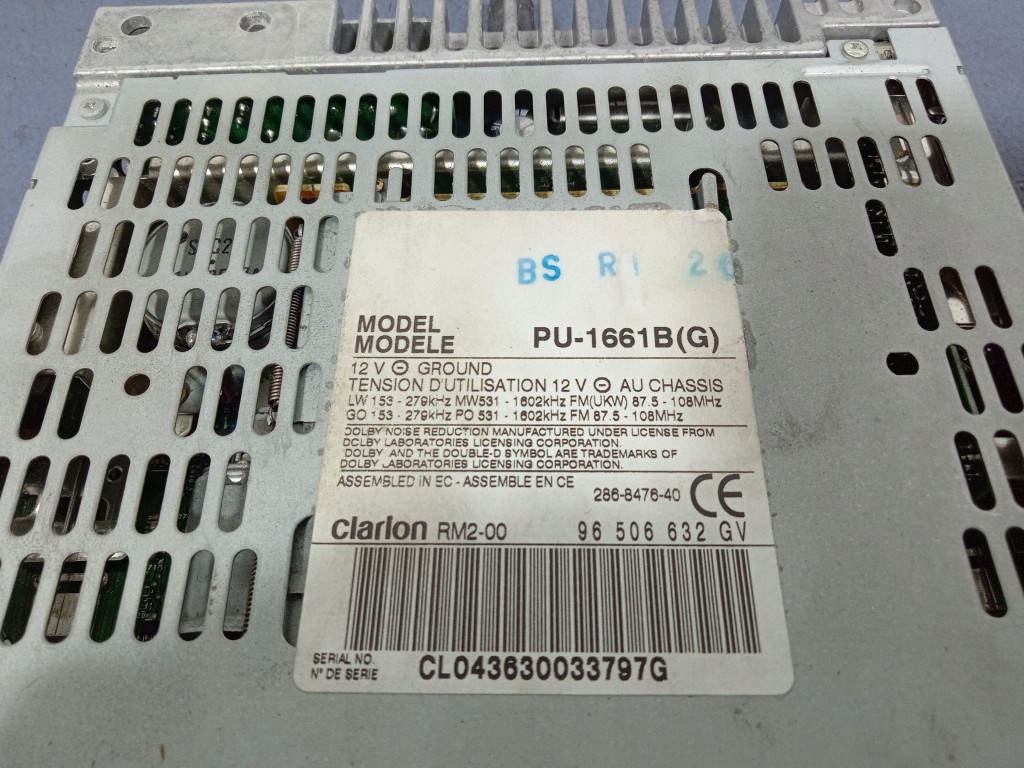 BS R 2
MODEL
MODELE PU-1661B(G)
12 V ⊖ GROUND
TENSION D'UTILISATION 12 V ⊖ AU CHASSIS
LW 153 - 279kHz MW531 - 1602kHz FM(UKW) 87.5 - 108MHz
GO 153 - 279kHz PO 531 - 1602kHz FM 87.5 - 108MHz
DOLBY NOISE REDUCTION MANUFACTURED UNDER LICENSE FROM
DOLBY LABORATORIES LICENSING CORPORATION.
DOLBY AND THE DOUBLE-D SYMBOL ARE TRADEMARKS OF
DOLBY LABORATORIES LICENSING CORPORATION.
ASSEMBLED IN EC - ASSEMBLE EN CE 286-8476-40 CE
clarion RM2-00 96 506 632 GV
SERIAL NO.
N° DE SERIE CL043630033797G